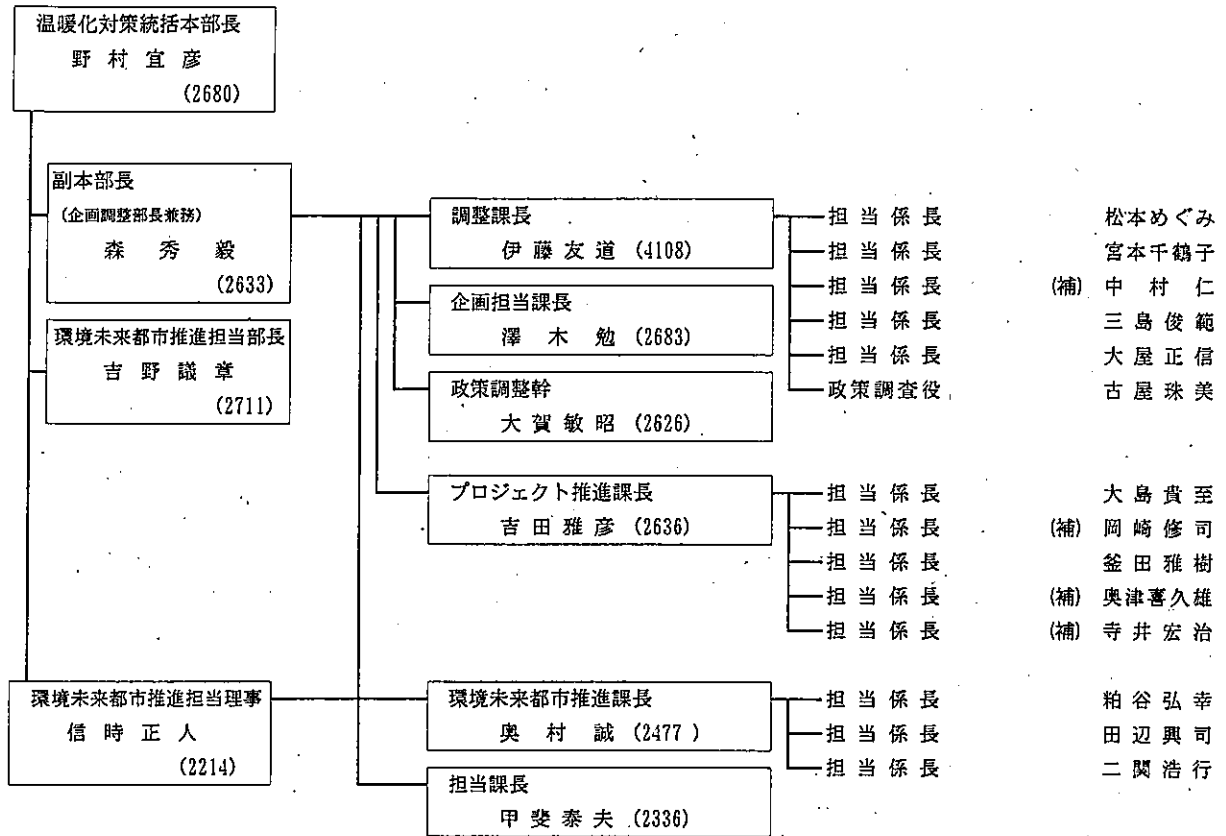 温暖化対策統括本部長
野村宜彦
(2680)
副本部長
(企画調整部長兼務)
森秀毅
(2633)
環境未来都市推進担当部長
吉野議章
(2711)
調整課長
伊藤友道 (4108)
企画担当課長
澤木勉 (2683)
政策調整幹
大賀敏昭 (2626)
担当係長 松本めぐみ
担当係長 宮本千鶴子
担当係長 (補) 中村仁
担当係長 三島俊範
担当係長 大屋正信
政策調査役 古屋珠美
プロジェクト推進課長
吉田雅彦 (2636)
担当係長 大島貴至
担当係長 (補) 岡崎修司
担当係長 釜田雅樹
担当係長 (補) 奥津喜久雄
担当係長 (補) 寺井宏治
環境未来都市推進担当理事
信時正人
(2214)
環境未来都市推進課長
奥村誠 (2477 )
担当係長 粕谷弘幸
担当係長 田辺興司
担当係長 二関浩行
担当課長
甲斐泰夫 (2336)